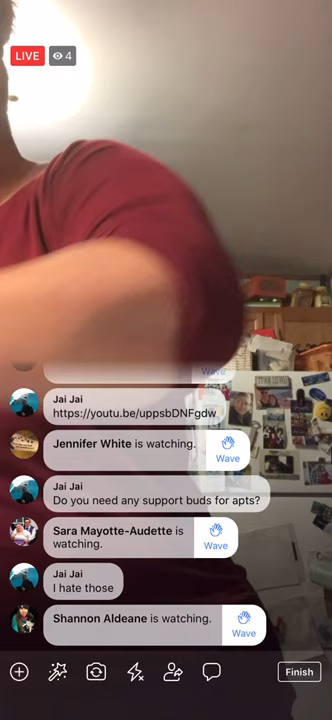 LIVE
4
Wave
Jai Jai
https://youtu.be/uppsbDNFgdw
Jennifer White is watching.
Wave
Jai Jai
Do you need any support buds for apts?
Sara Mayotte-Audette is
watching.
Wave
Jai Jai
I hate those
Shannon Aldeane is watching.
Wave
Finish